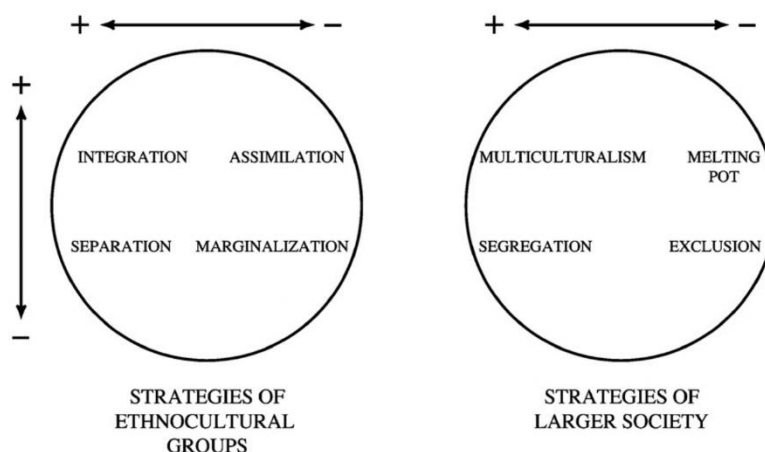 + −
+ −
+
−
INTEGRATION ASSIMILATION
SEPARATION MARGINALIZATION
MULTICULTURALISM MELTING
POT
SEGREGATION EXCLUSION
STRATEGIES OF
ETHNOCULTURAL
GROUPS
STRATEGIES OF
LARGER SOCIETY